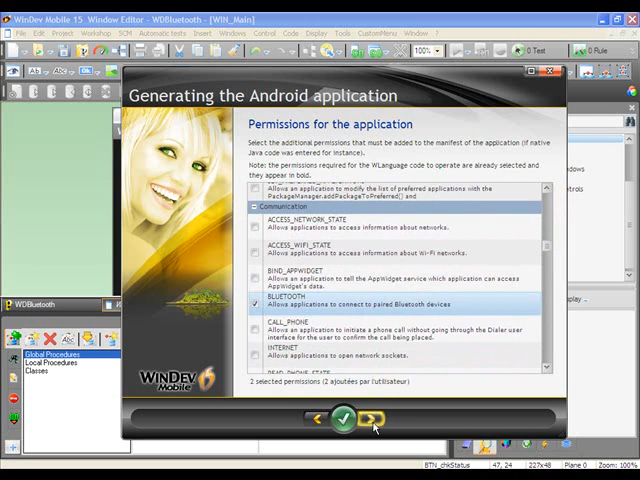 WinDev Mobile 15  Window Editor - WDBluetooth - [WIN_Main]
File Edit Project Workshop SCM Automatic tests Insert Windows Control Code Tools Display CustomMenu Window ?
100%
0 Test
0 Rule
Ab
Abc
Ok
Generating the Android application
Permissions for the application
Select the additional permissions that must be added to the manifest of the application (if native
Java code was entered for instance).
Note: the permissions required for the WLanguage code to operate are already selected and
they appear in bold.
Allows an application to modify the list of preferred applications with the
PackageManager.addPackageToPreferred() and
Communication
ACCESS_NETWORK_STATE
Allows applications to access information about networks.
ACCESS_WIFI_STATE
Allows applications to access information about Wi-Fi networks.
BIND_APPWIDGET
Allows an application to tell the AppWidget service which application can access
AppWidget's data.
BLUETOOTH
Allows applications to connect to paired Bluetooth devices
CALL_PHONE
Allows an application to initiate a phone call without going through the Dialer user
interface for the user to confirm the call being placed.
INTERNET
Allows applications to open network sockets.
READ_PHONE_STATE
2 selected permissions (2 ajoutées par l'utilisateur)
WINDEV 15
Mobile
WDBluetooth
Global Procedures
Local Procedures
Classes
ndows
ntrols
play
BTN_chkStatus
47, 24
227x48
Plane 0
Zoom: 100%